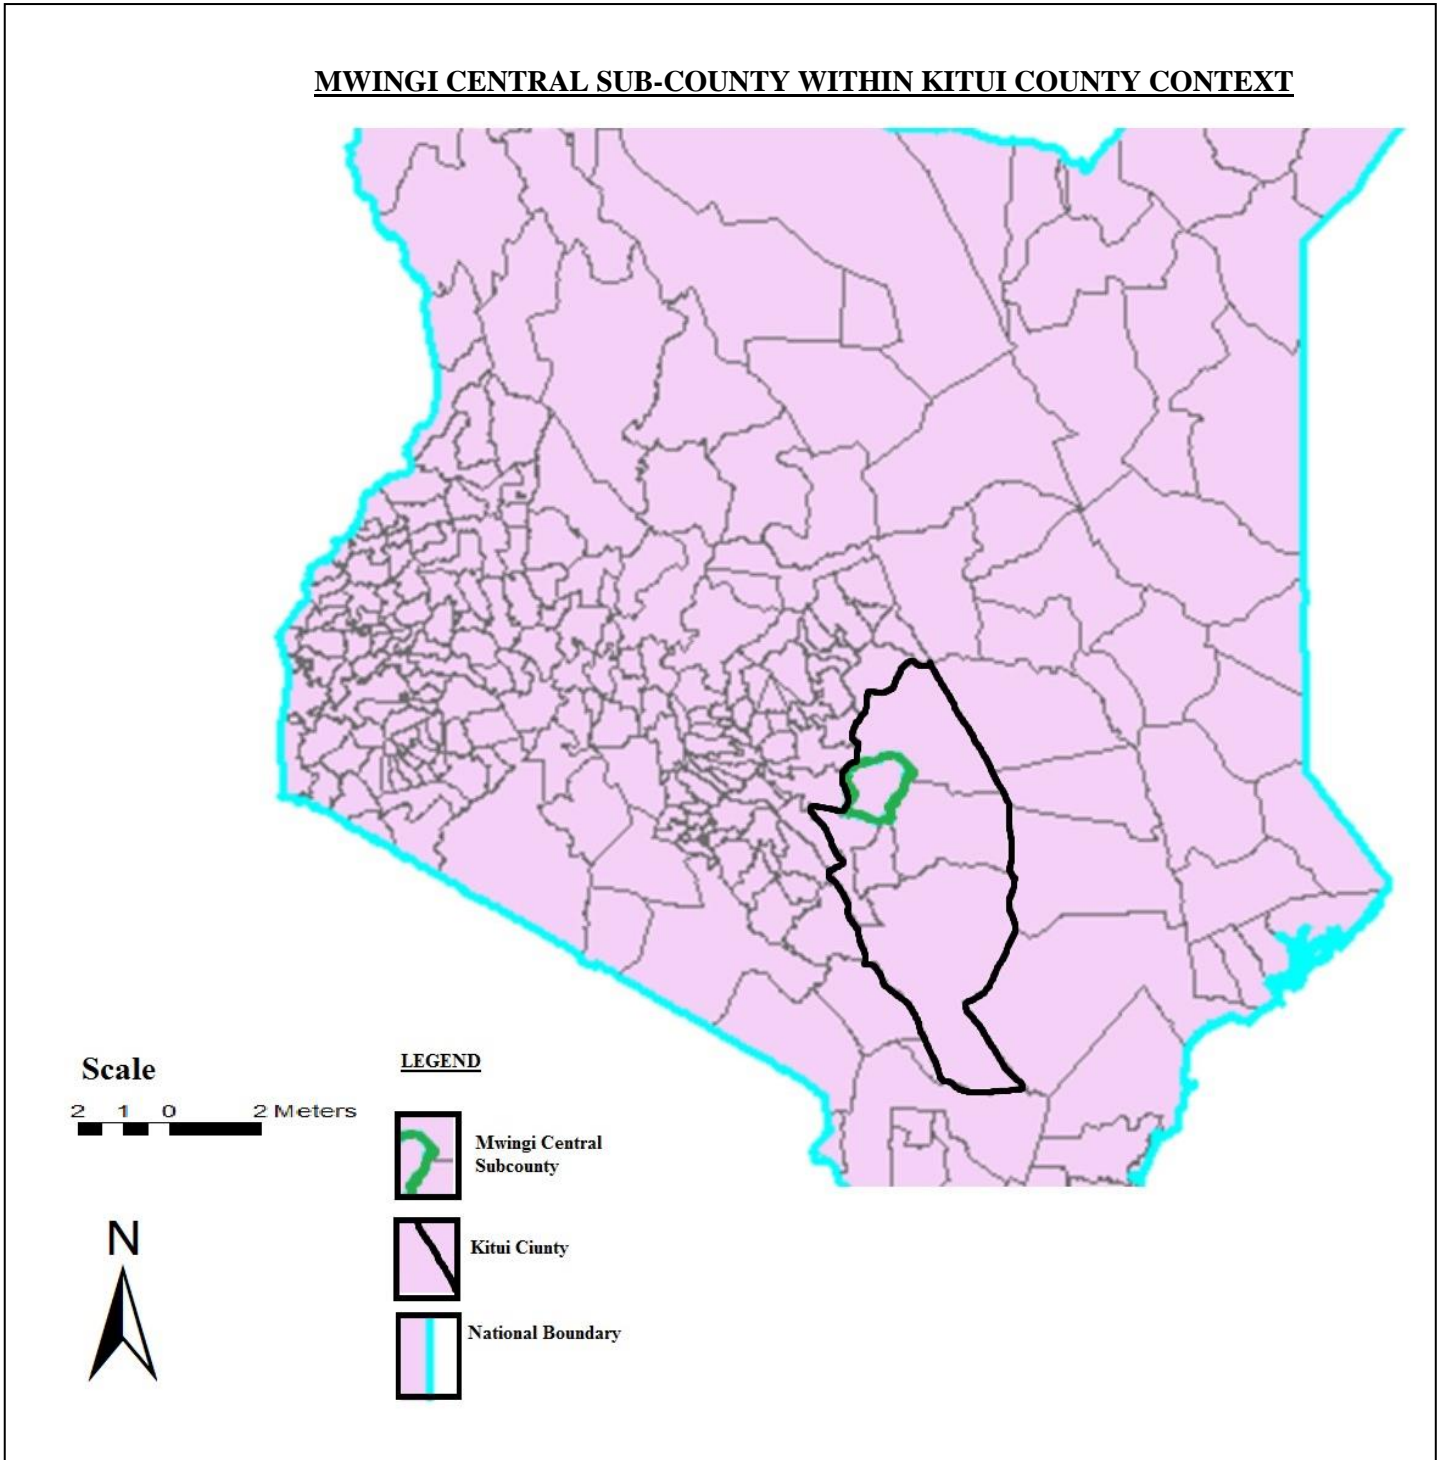 MWINGI CENTRAL SUB-COUNTY WITHIN KITUI COUNTY CONTEXT
Scale
2 1 0 2 Meters
LEGEND
Mwingi Central
Subcounty
N
Kitui Ciunty
National Boundary